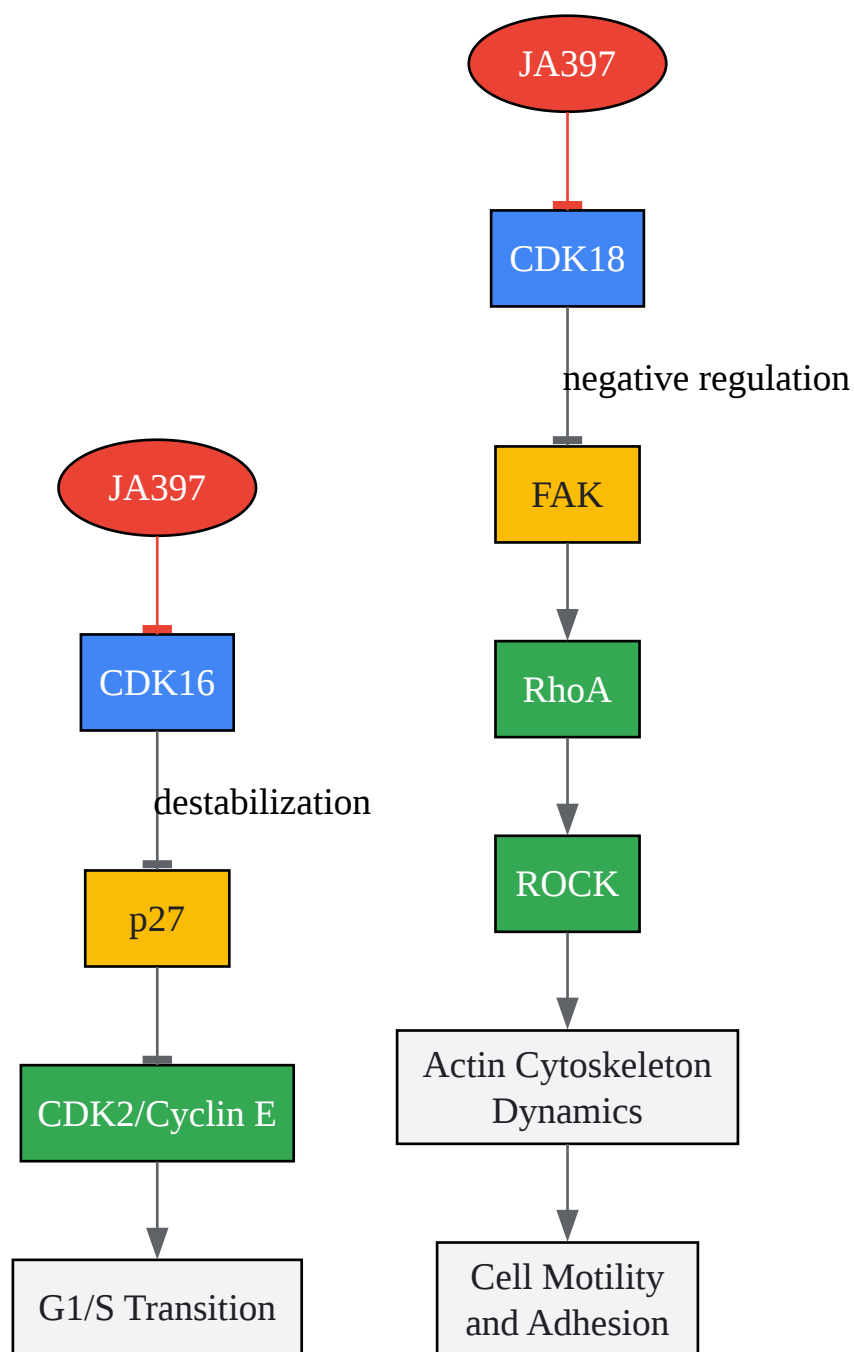 JA397
CDK18
negative regulation
FAK
RhoA
ROCK
Actin Cytoskeleton
Dynamics
Cell Motility
and Adhesion
JA397
CDK16
destabilization
p27
CDK2/Cyclin E
G1/S Transition